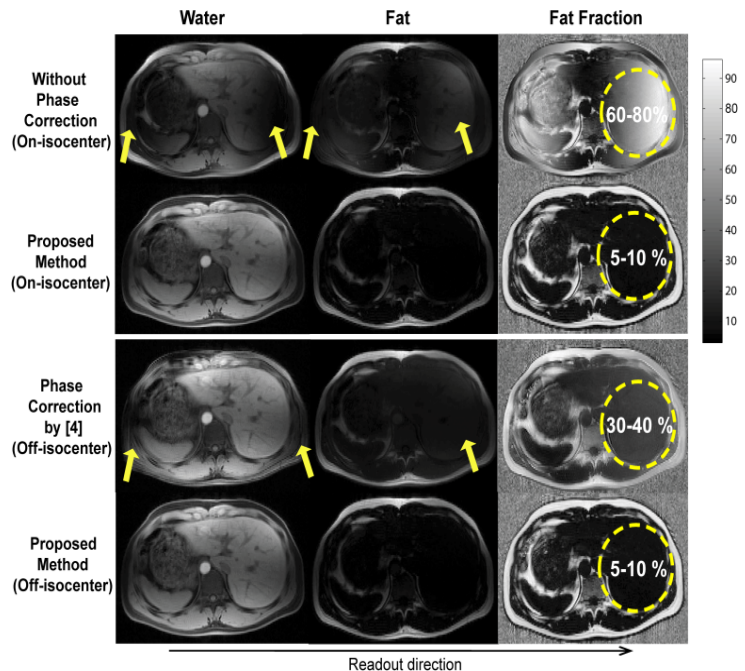 Water Fat Fat Fraction
Without
Phase
Correction
(On-isocenter)
60-80%
Proposed
Method
(On-isocenter)
5-10 %
Phase
Correction
by [4]
(Off-isocenter)
30-40 %
Proposed
Method
(Off-isocenter)
5-10 %
90
80
70
60
50
40
30
20
10
Readout direction